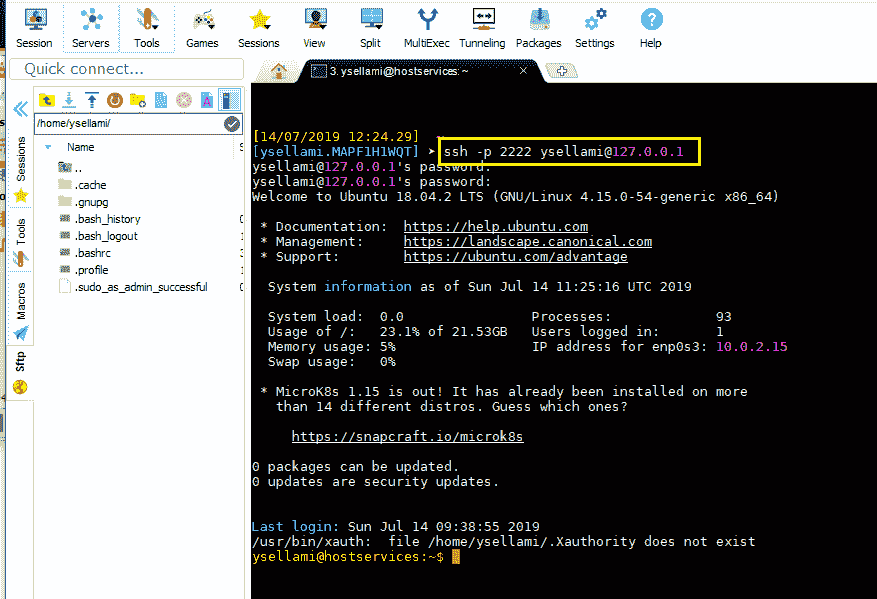 Session Servers Tools Games Sessions View Split MultiExec Tunneling Packages Settings Help
Quick connect...
3. ysellami@hostservices: ~
/home/ysellami/
Name
..
.cache
.gnupg
.bash_history
.bash_logout
.bashrc
.profile
.sudo_as_admin_successful
Sessions
Tools
Macros
Sftp
[14/07/2019 12:24.29] ~
[ysellami.MAPF1H1WQT] ➤ ssh -p 2222 ysellami@127.0.0.1
ysellami@127.0.0.1's password:
ysellami@127.0.0.1's password:
Welcome to Ubuntu 18.04.2 LTS (GNU/Linux 4.15.0-54-generic x86_64)
* Documentation: https://help.ubuntu.com
* Management: https://landscape.canonical.com
* Support: https://ubuntu.com/advantage
System information as of Sun Jul 14 11:25:16 UTC 2019
System load: 0.0 Processes: 93
Usage of /: 23.1% of 21.53GB Users logged in: 1
Memory usage: 5% IP address for enp0s3: 10.0.2.15
Swap usage: 0%
* MicroK8s 1.15 is out! It has already been installed on more
than 14 different distros. Guess which ones?
https://snapcraft.io/microk8s
0 packages can be updated.
0 updates are security updates.
Last login: Sun Jul 14 09:38:55 2019
/usr/bin/xauth: file /home/ysellami/.Xauthority does not exist
ysellami@hostservices:~$